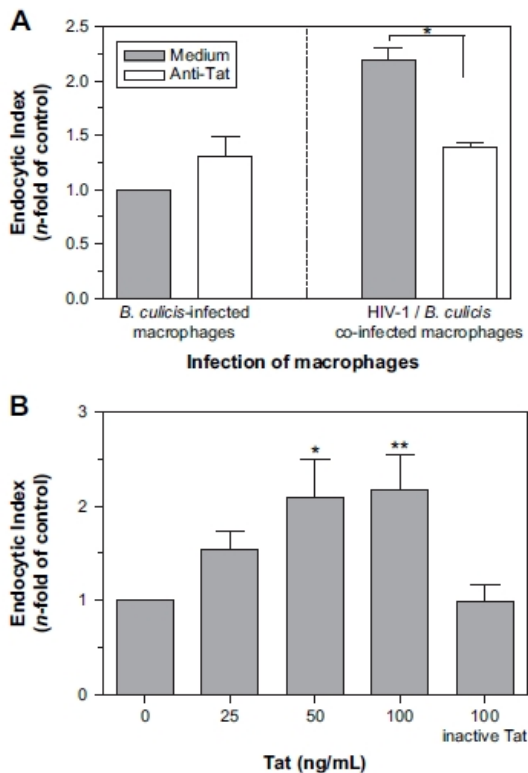 A
Endocytic Index
(n-fold of control)
2.5
2.0
1.5
1.0
2.5
0.0
Medium
Anti-Tat
*
B. culicis-infected
macrophages
HIV-1 / B. culicis
co-infected macrophages
Infection of macrophages
B
Endocytic Index
(n-fold of control)
3
2
1
0
*
**
0
25
50
100
100
inactive Tat
Tat (ng/mL)